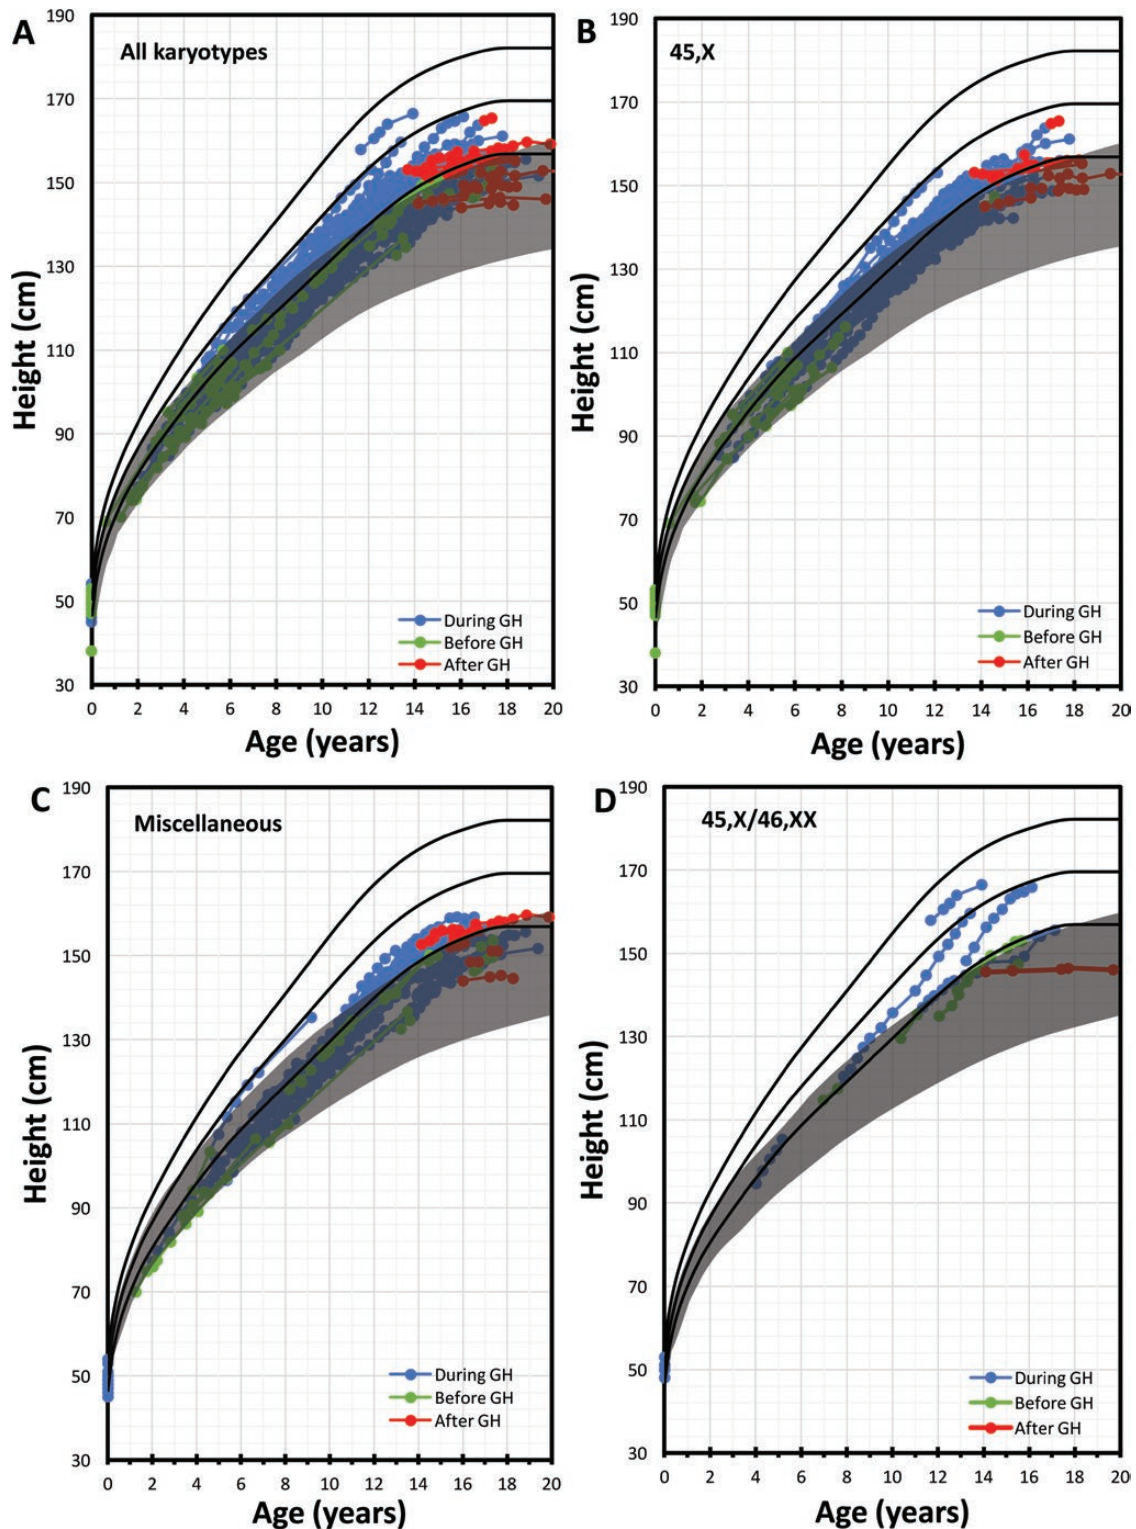 A
All karyotypes
190
170
150
130
110
90
70
50
30
Height (cm)
During GH
Before GH
After GH
0 2 4 6 8 10 12 14 16 18 20
Age (years)
B
45,X
190
170
150
130
110
90
70
50
30
Height (cm)
During GH
Before GH
After GH
0 2 4 6 8 10 12 14 16 18 20
Age (years)
C
Miscellaneous
190
170
150
130
110
90
70
50
30
Height (cm)
During GH
Before GH
After GH
0 2 4 6 8 10 12 14 16 18 20
Age (years)
D
45,X/46,XX
190
170
150
130
110
90
70
50
30
Height (cm)
During GH
Before GH
After GH
0 2 4 6 8 10 12 14 16 18 20
Age (years)